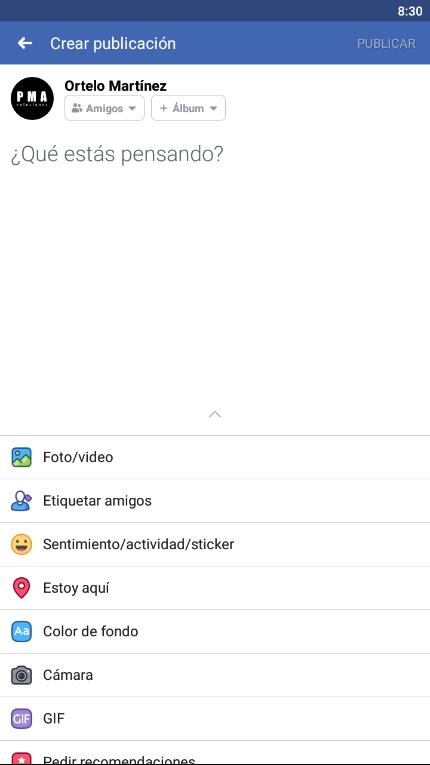 8:30
Crear publicación
PUBLICAR
PMA
Ortelo Martínez
Amigos
+ Álbum
¿Qué estás pensando?
Foto/video
Etiquetar amigos
Sentimiento/actividad/sticker
Estoy aquí
Aa
Color de fondo
Cámara
GIF
GIF
Pedir recomendaciones